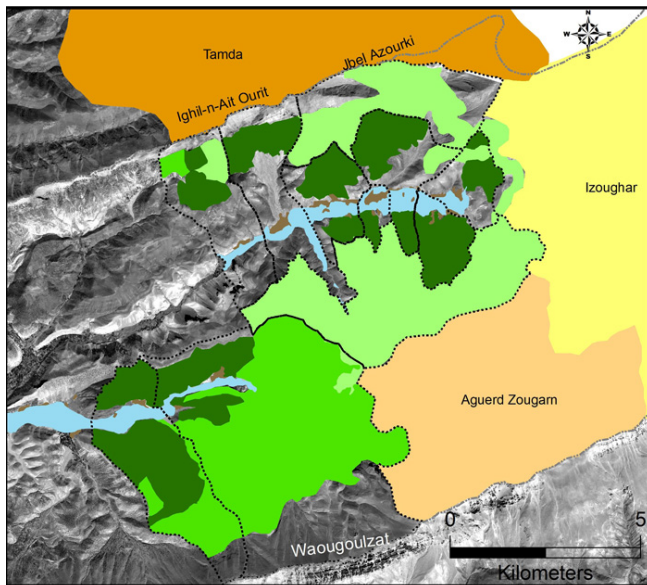 N
W E
S
Tamda
Jbel Azourki
Ighil-n-Ait Ourit
Izoughar
Aguerd Zougarn
Waougoulzat
0 5
Kilometers